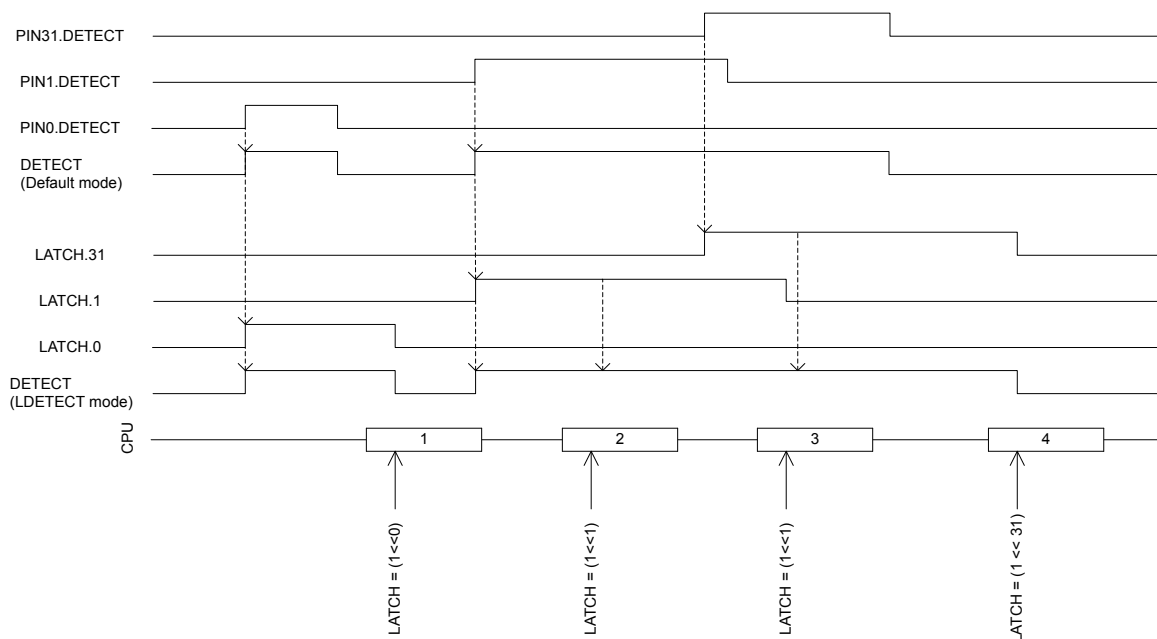 PIN31.DETECT
PIN1.DETECT
PIN0.DETECT
DETECT
(Default mode)
LATCH.31
LATCH.1
LATCH.0
DETECT
(LDETECT mode)
CPU
1
2
3
4
LATCH = (1<<0)
LATCH = (1<<1)
LATCH = (1<<1)
ATCH = (1 << 31)